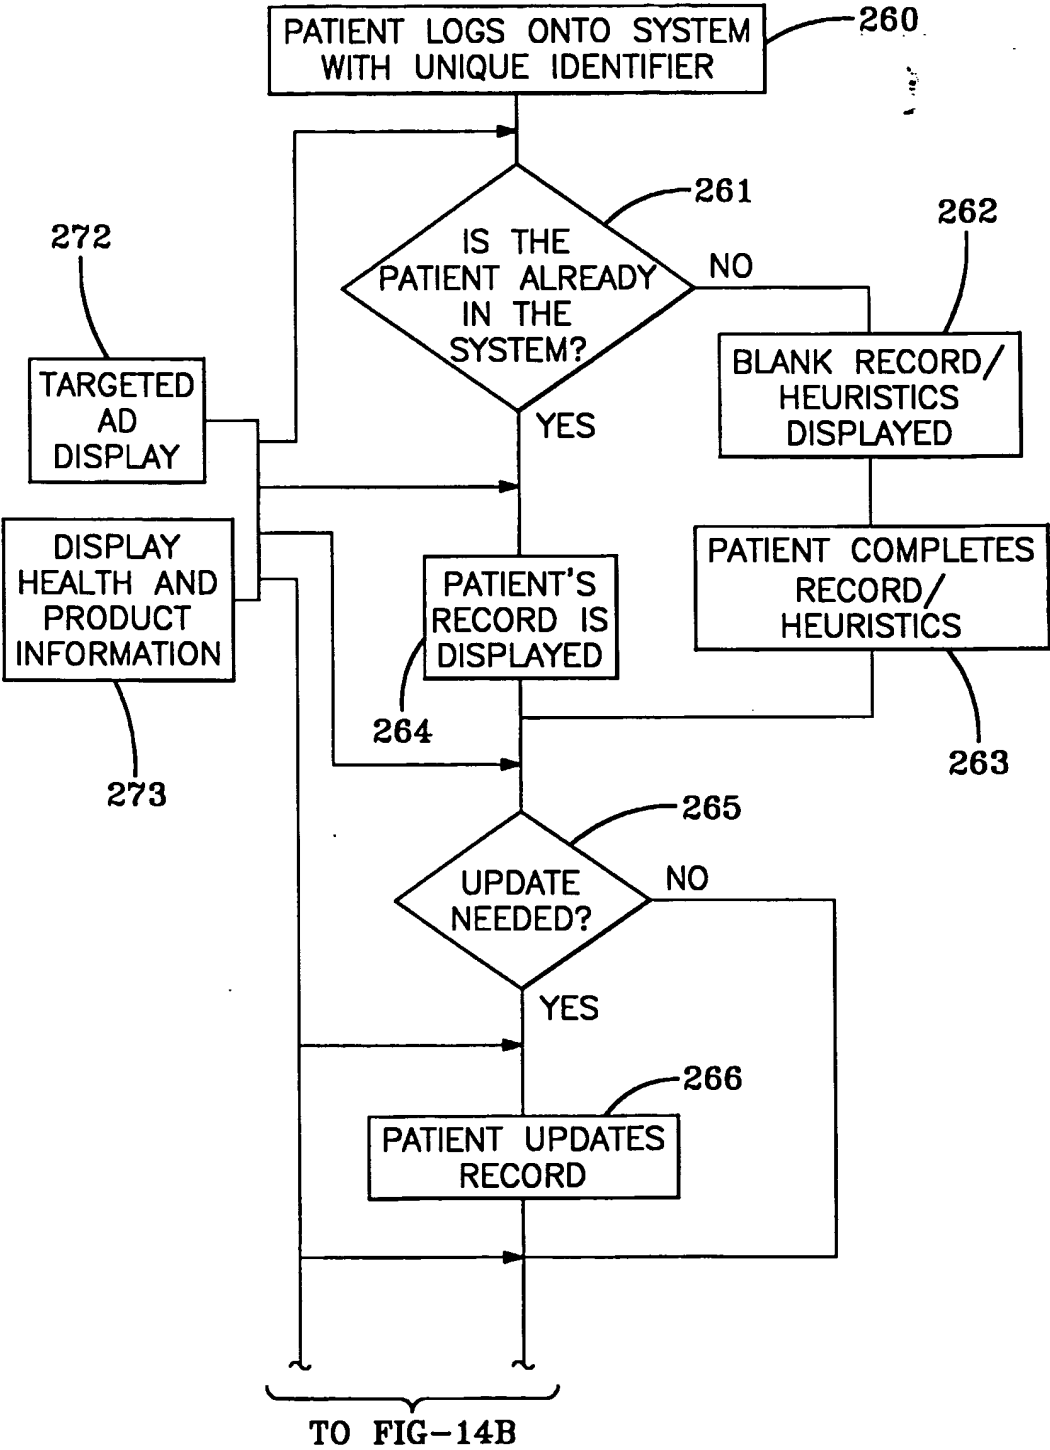 PATIENT LOGS ONTO SYSTEM
WITH UNIQUE IDENTIFIER
260
261
IS THE
PATIENT ALREADY
IN THE
SYSTEM?
NO
YES
262
BLANK RECORD/
HEURISTICS
DISPLAYED
272
TARGETED
AD
DISPLAY
DISPLAY
HEALTH AND
PRODUCT
INFORMATION
273
PATIENT'S
RECORD IS
DISPLAYED
264
PATIENT COMPLETES
RECORD/
HEURISTICS
263
265
UPDATE
NEEDED?
NO
YES
266
PATIENT UPDATES
RECORD
TO FIG-14B